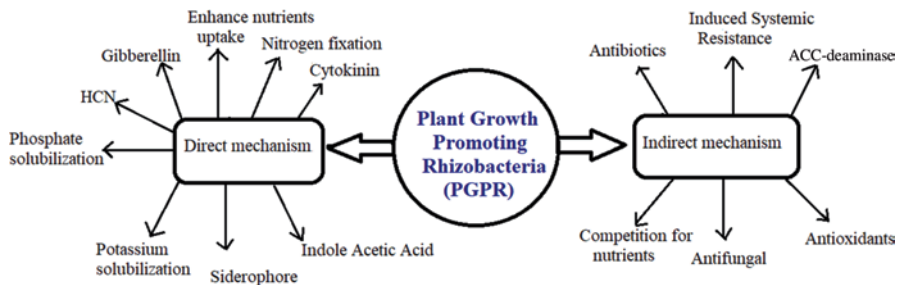 Enhance nutrients
uptake
Gibberellin
Nitrogen fixation
Cytokinin
HCN
Phosphate
solubilization
Direct mechanism
Potassium
solubilization
Siderophore
Indole Acetic Acid
Plant Growth
Promoting
Rhizobacteria
(PGPR)
Induced Systemic
Resistance
Antibiotics
ACC-deaminase
Indirect mechanism
Competition for
nutrients
Antifungal
Antioxidants